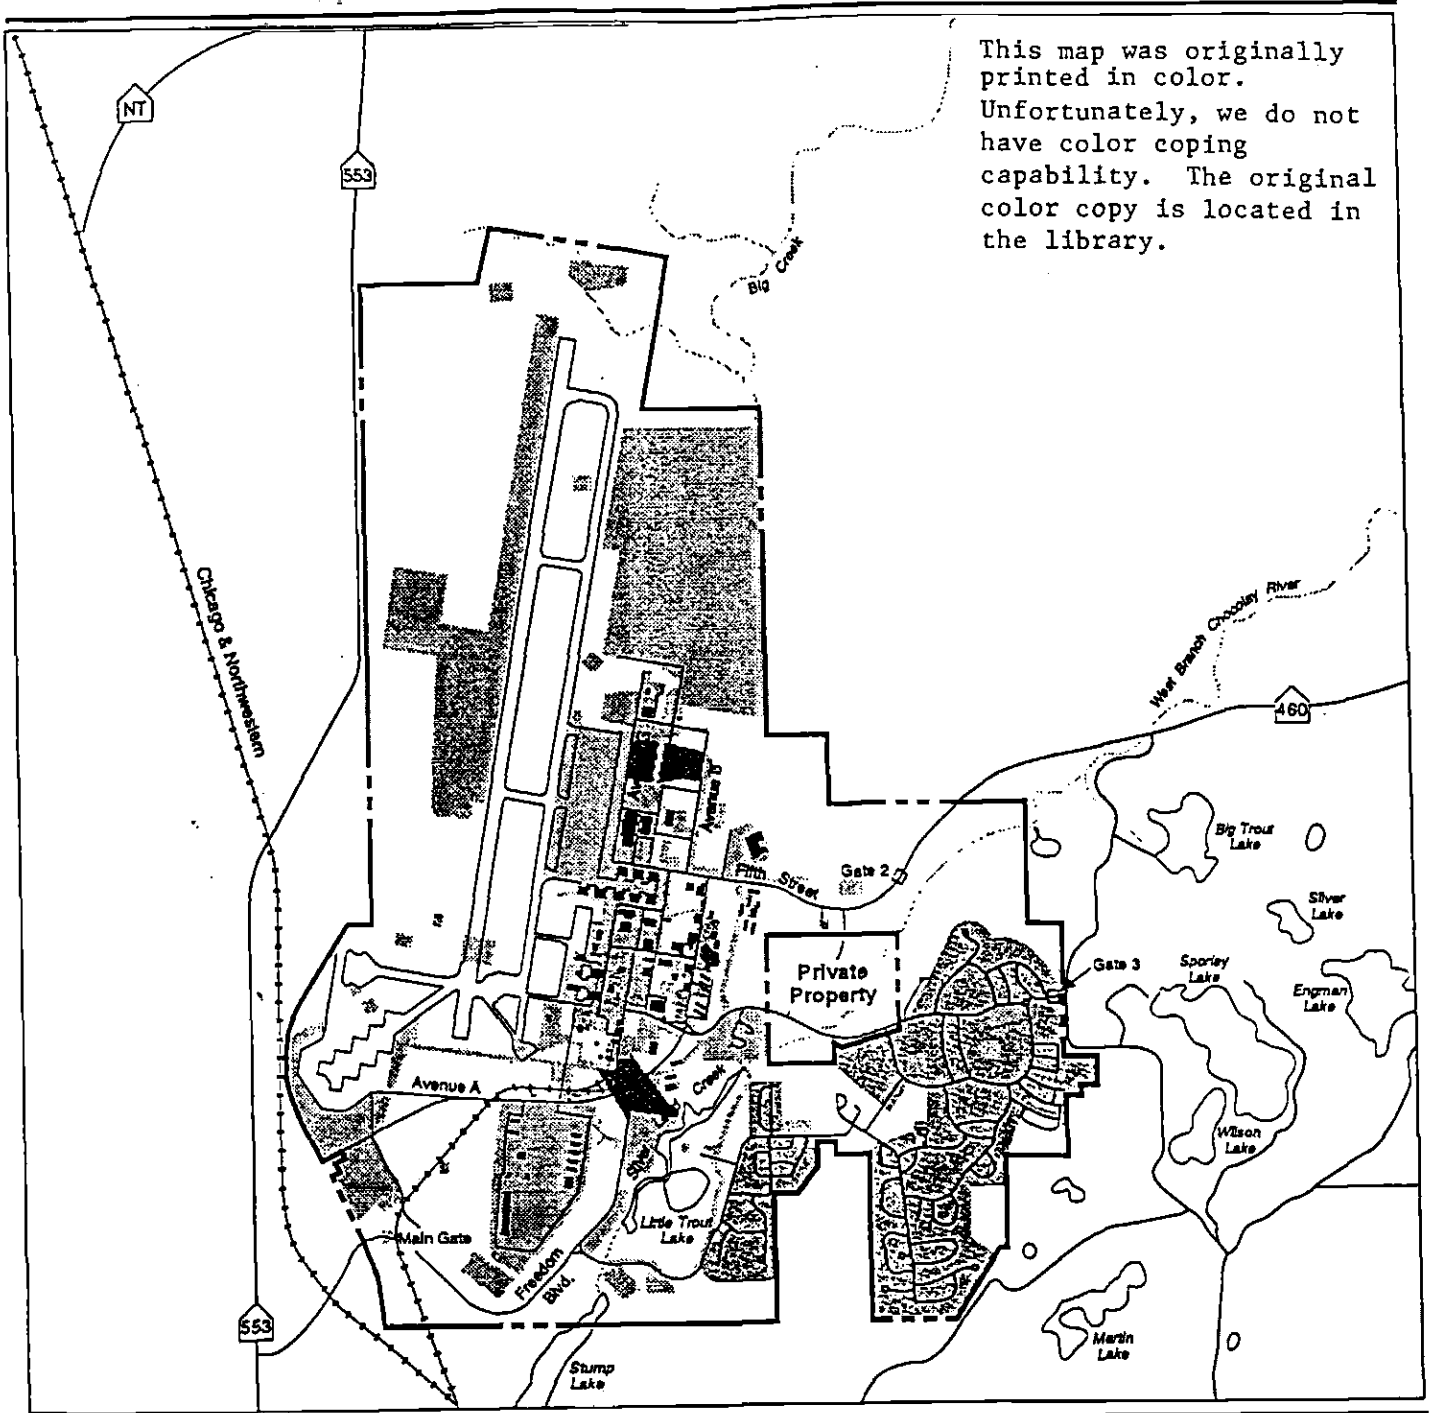 This map was originally
printed in color.
Unfortunately, we do not
have color coping
capability. The original
color copy is located in
the library.
NT
553
Big Creek
Chicago & Northwestern
West Branch Chocolay River
460
Avenue B
Big Trout
Lake
Fifth Street
Gate 2
Silver
Lake
Private
Property
Gate 3
Sporley
Lake
Engman
Lake
Avenue A
Silver Creek
Wilson
Lake
Little Trout
Lake
Main Gate
Freedom
Blvd.
553
Martin
Lake
Stump
Lake